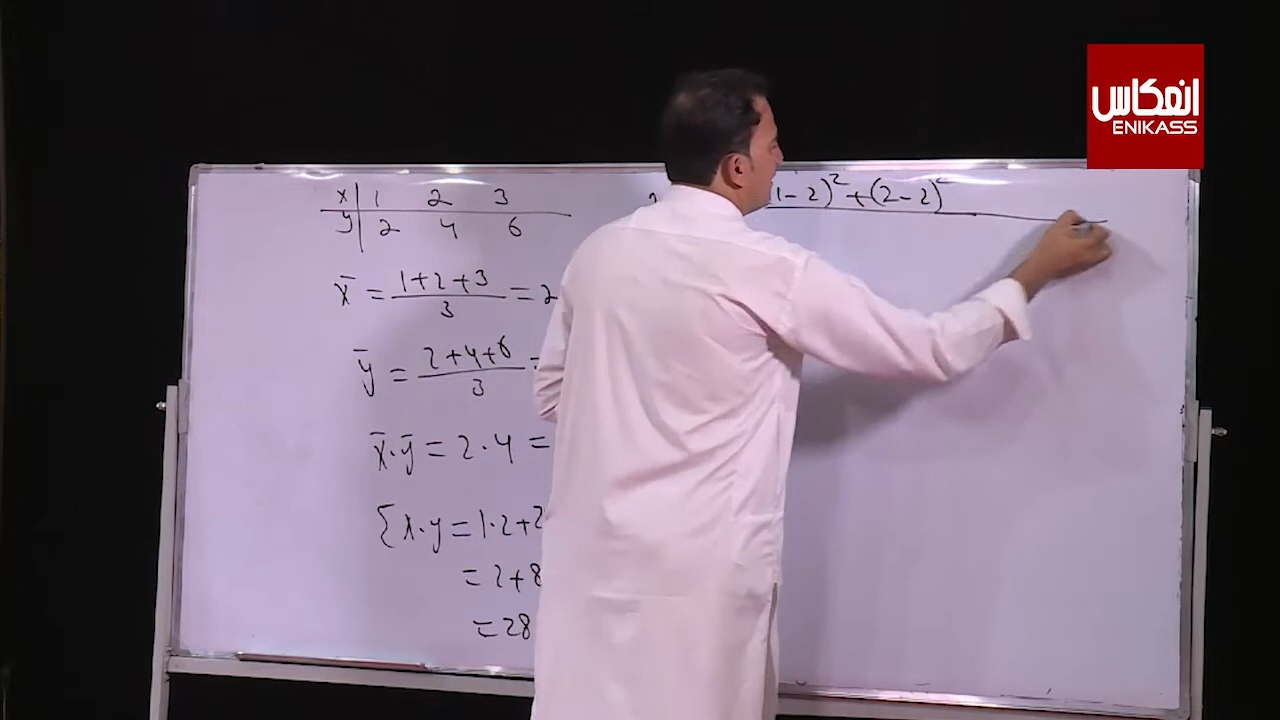 انعکاس
ENIKASS
x | 1 2 3
y | 2 4 6
(1-2)² + (2-2)²
x̄ = (1+2+3)/3 = 2
ȳ = (2+4+6)/3 =
x̄·ȳ = 2·4 =
Σx·y = 1·2+2
= 2+8
= 28